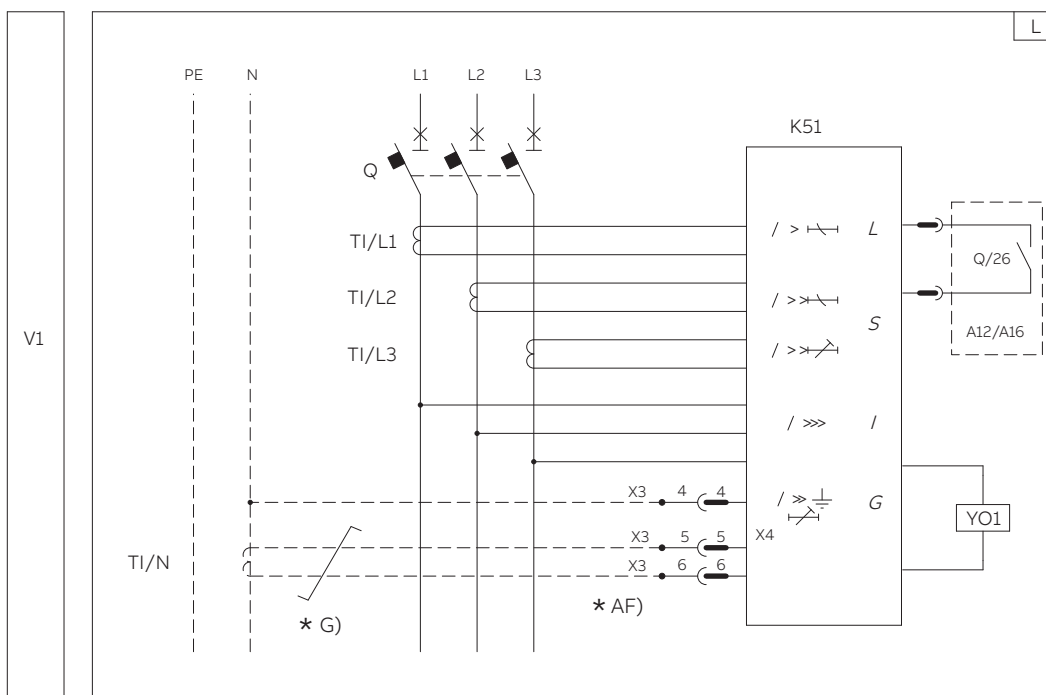 L
PE N L1 L2 L3
K51
Q
TI/L1
/ > L
Q/26
TI/L2
/ >>
S
A12/A16
V1
TI/L3
/ >>
/ >>> I
X3 4 4
/ >> G
YO1
X3 5 5 X4
TI/N
X3 6 6
* AF)
* G)